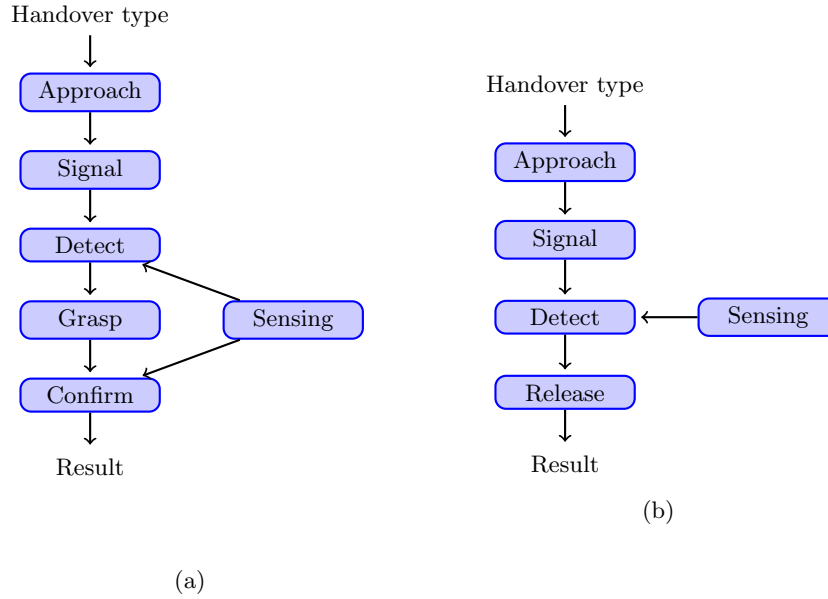 Handover type
Approach
Signal
Detect
Grasp
Sensing
Confirm
Result
(a)
Handover type
Approach
Signal
Detect
Sensing
Release
Result
(b)